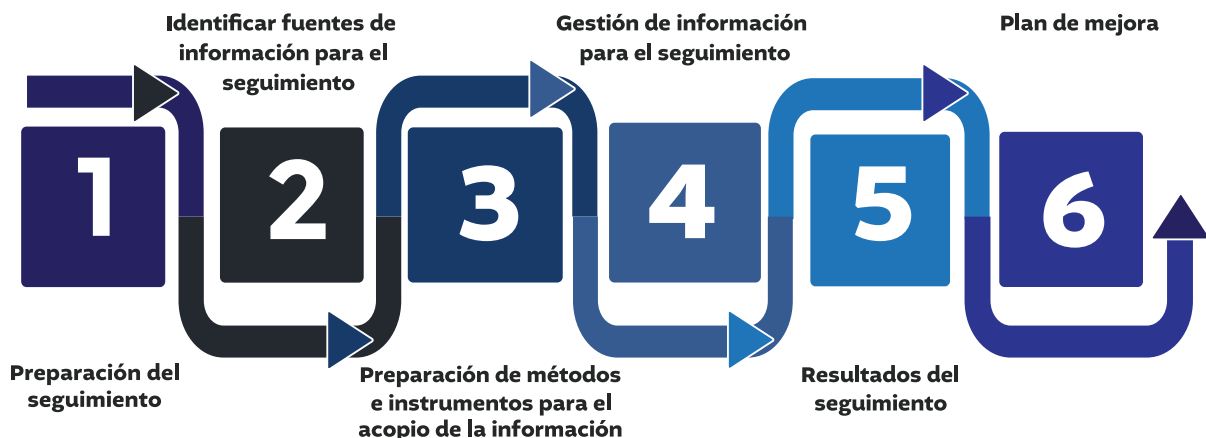 1
Preparación del
seguimiento
2
Identificar fuentes de
información para el
seguimiento
3
Preparación de métodos
e instrumentos para el
acopio de la información
4
Gestión de información
para el seguimiento
5
Resultados del
seguimiento
6
Plan de mejora